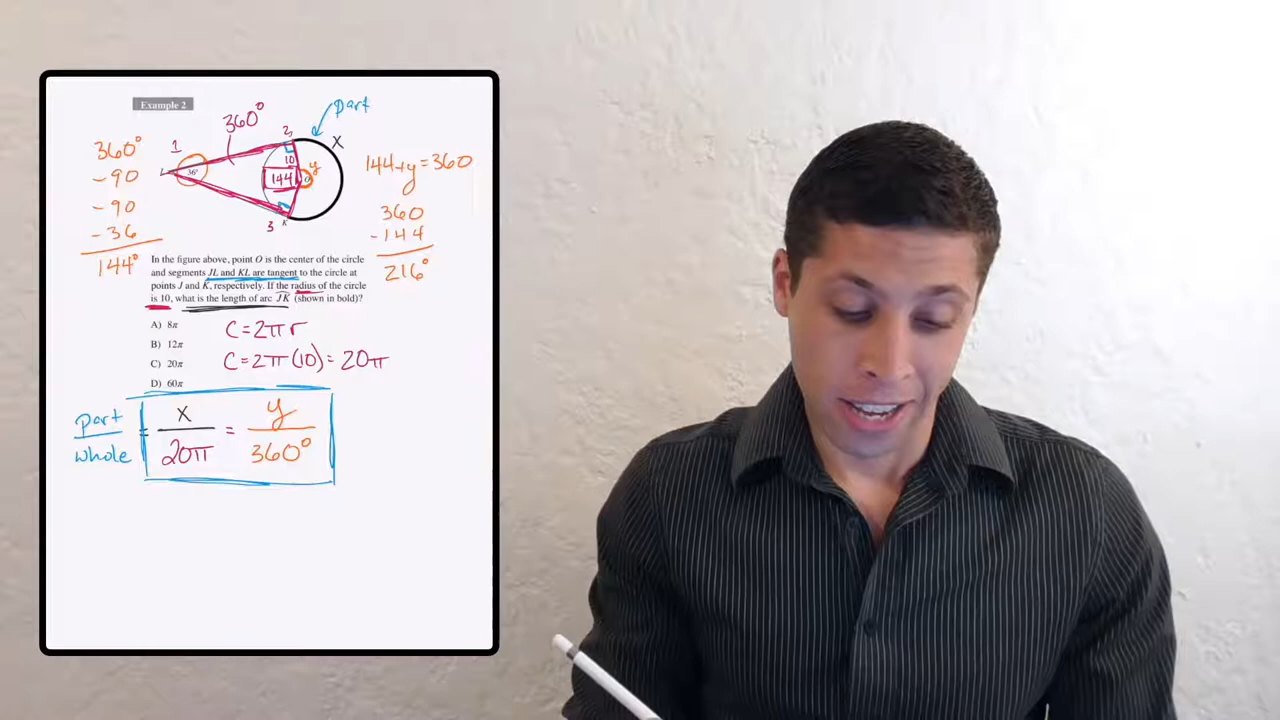 Example 2
360°
part
360°
-90
-90
-36
144°
1
2
X
L
36°
10
144
y
O
3
K
144+y=360
360
-144
216°
In the figure above, point O is the center of the circle
and segments JL and KL are tangent to the circle at
points J and K, respectively. If the radius of the circle
is 10, what is the length of arc JK (shown in bold)?
A) 8π
B) 12π
C) 20π
D) 60π
C=2πr
C=2π(10)=20π
part
whole
=
x
20π
=
y
360°